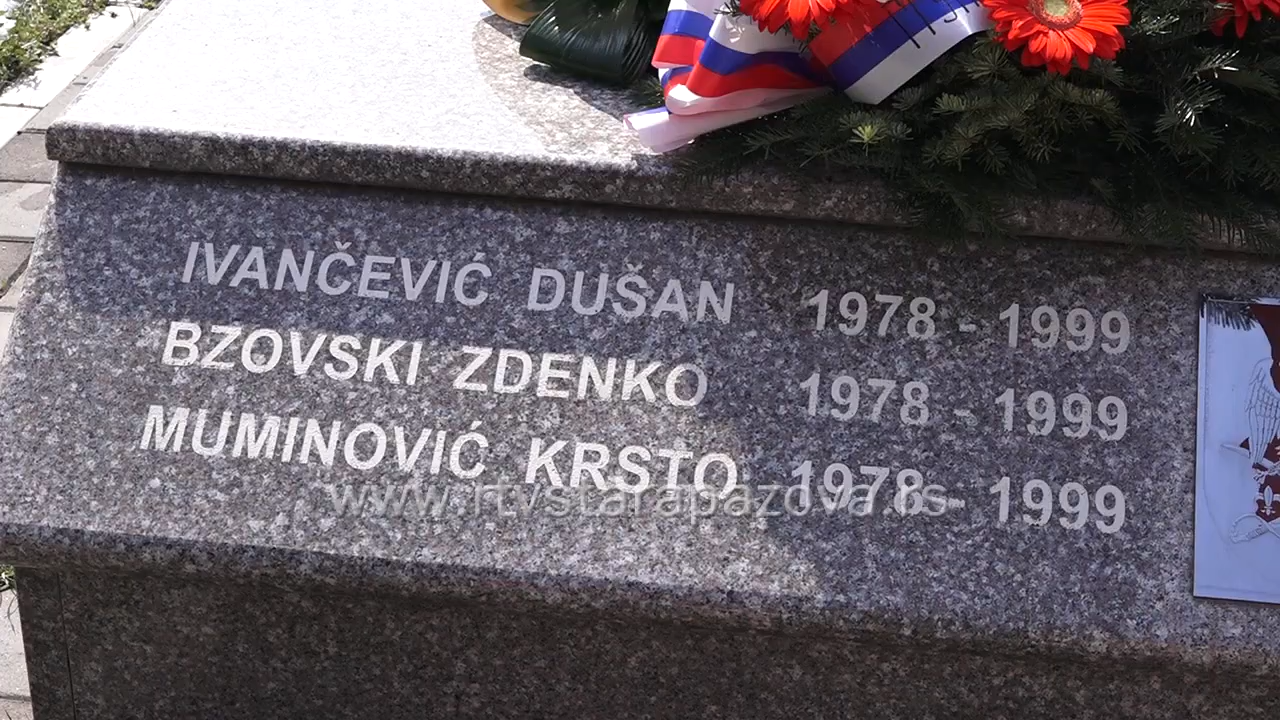 IVANČEVIĆ DUŠAN 1978 - 1999
BZOVSKI ZDENKO 1978 - 1999
MUMINOVIĆ KRSTO 1978 - 1999
www.rtvstarapazova.rs